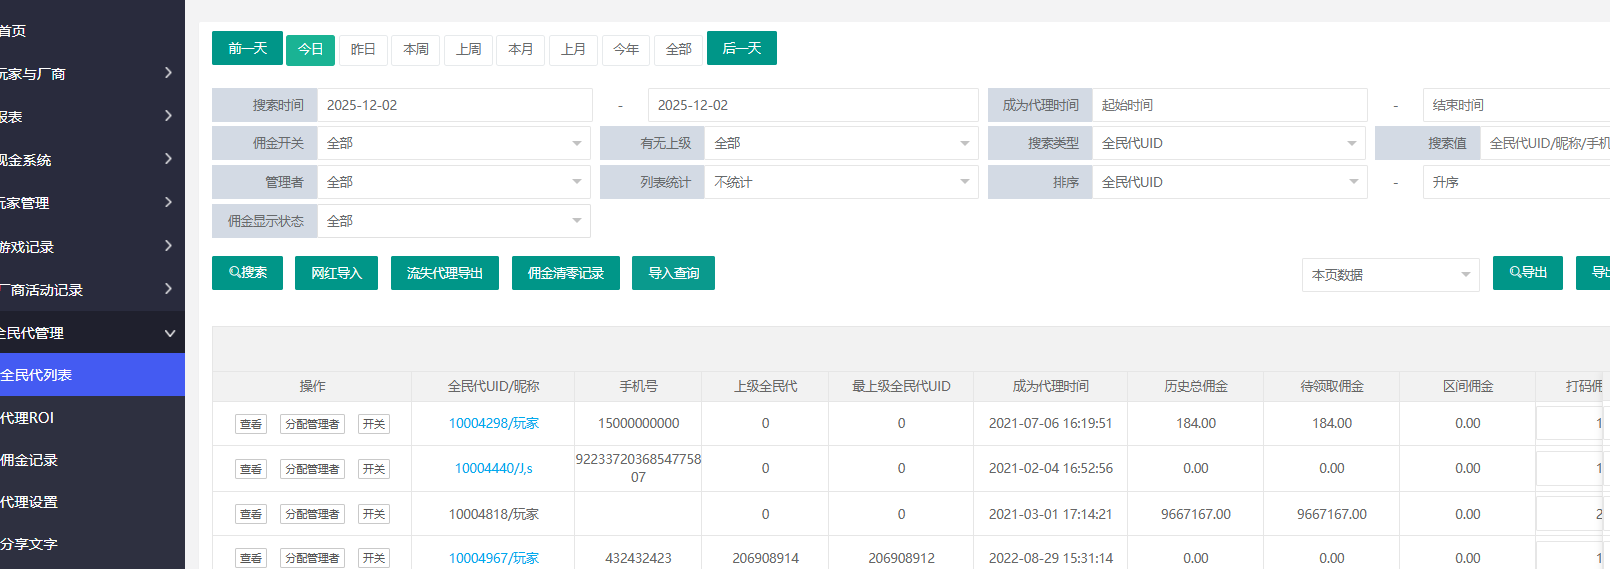 首页
玩家与厂商
报表
现金系统
玩家管理
游戏记录
厂商活动记录
全民代管理
全民代列表
代理ROI
佣金记录
代理设置
分享文字
前一天 今日 昨日 本周 上周 本月 上月 今年 全部 后一天
搜索时间 2025-12-02 - 2025-12-02 成为代理时间 起始时间 - 结束时间
佣金开关 全部 有无上级 全部 搜索类型 全民代UID 搜索值 全民代UID/昵称/手机
管理者 全部 列表统计 不统计 排序 全民代UID - 升序
佣金显示状态 全部
搜索 网红导入 流失代理导出 佣金清零记录 导入查询 本页数据 导出 导出
操作 全民代UID/昵称 手机号 上级全民代 最上级全民代UID 成为代理时间 历史总佣金 待领取佣金 区间佣金 打码佣
查看 分配管理者 开关 10004298/玩家 15000000000 0 0 2021-07-06 16:19:51 184.00 184.00 0.00 1
查看 分配管理者 开关 10004440/J,s 92233720368547758
07 0 0 2021-02-04 16:52:56 0.00 0.00 0.00 1
查看 分配管理者 开关 10004818/玩家 0 0 2021-03-01 17:14:21 9667167.00 9667167.00 0.00 2
查看 分配管理者 开关 10004967/玩家 432432423 206908914 206908912 2022-08-29 15:31:14 0.00 0.00 0.00 1